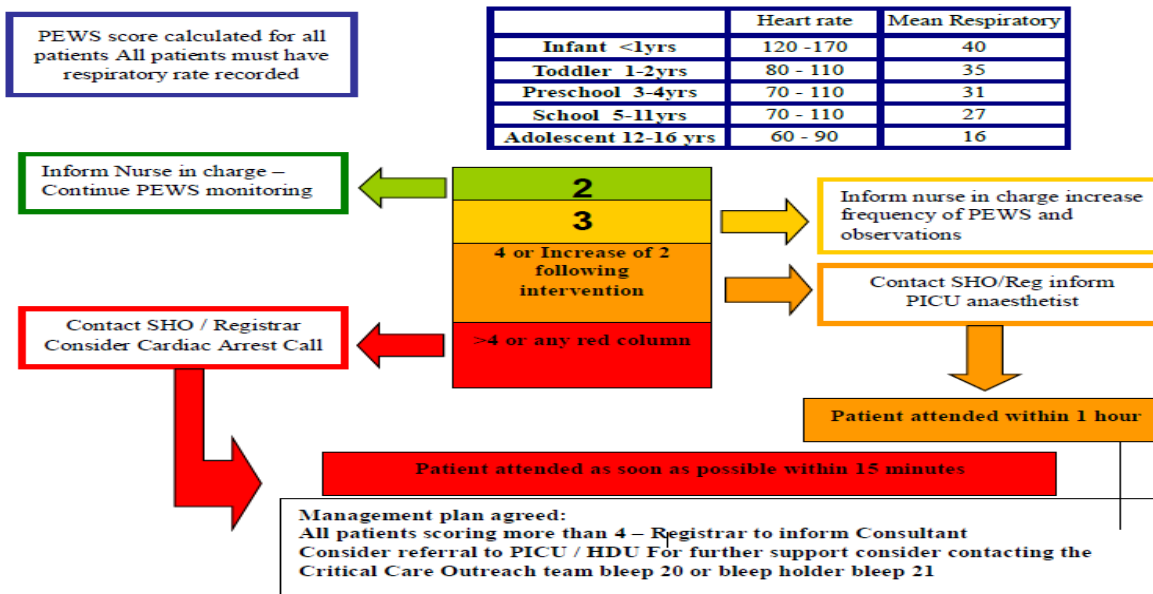 PEWS score calculated for all
patients All patients must have
respiratory rate recorded
Heart rate Mean Respiratory
Infant <1yrs 120 -170 40
Toddler 1-2yrs 80 - 110 35
Preschool 3-4yrs 70 - 110 31
School 5-11yrs 70 - 110 27
Adolescent 12-16 yrs 60 - 90 16
Inform Nurse in charge –
Continue PEWS monitoring
2
3
4 or Increase of 2
following
intervention
>4 or any red column
Inform nurse in charge increase
frequency of PEWS and
observations
Contact SHO/Reg inform
PICU anaesthetist
Contact SHO / Registrar
Consider Cardiac Arrest Call
Patient attended within 1 hour
Patient attended as soon as possible within 15 minutes
Management plan agreed:
All patients scoring more than 4 – Registrar to inform Consultant
Consider referral to PICU / HDU For further support consider contacting the
Critical Care Outreach team bleep 20 or bleep holder bleep 21